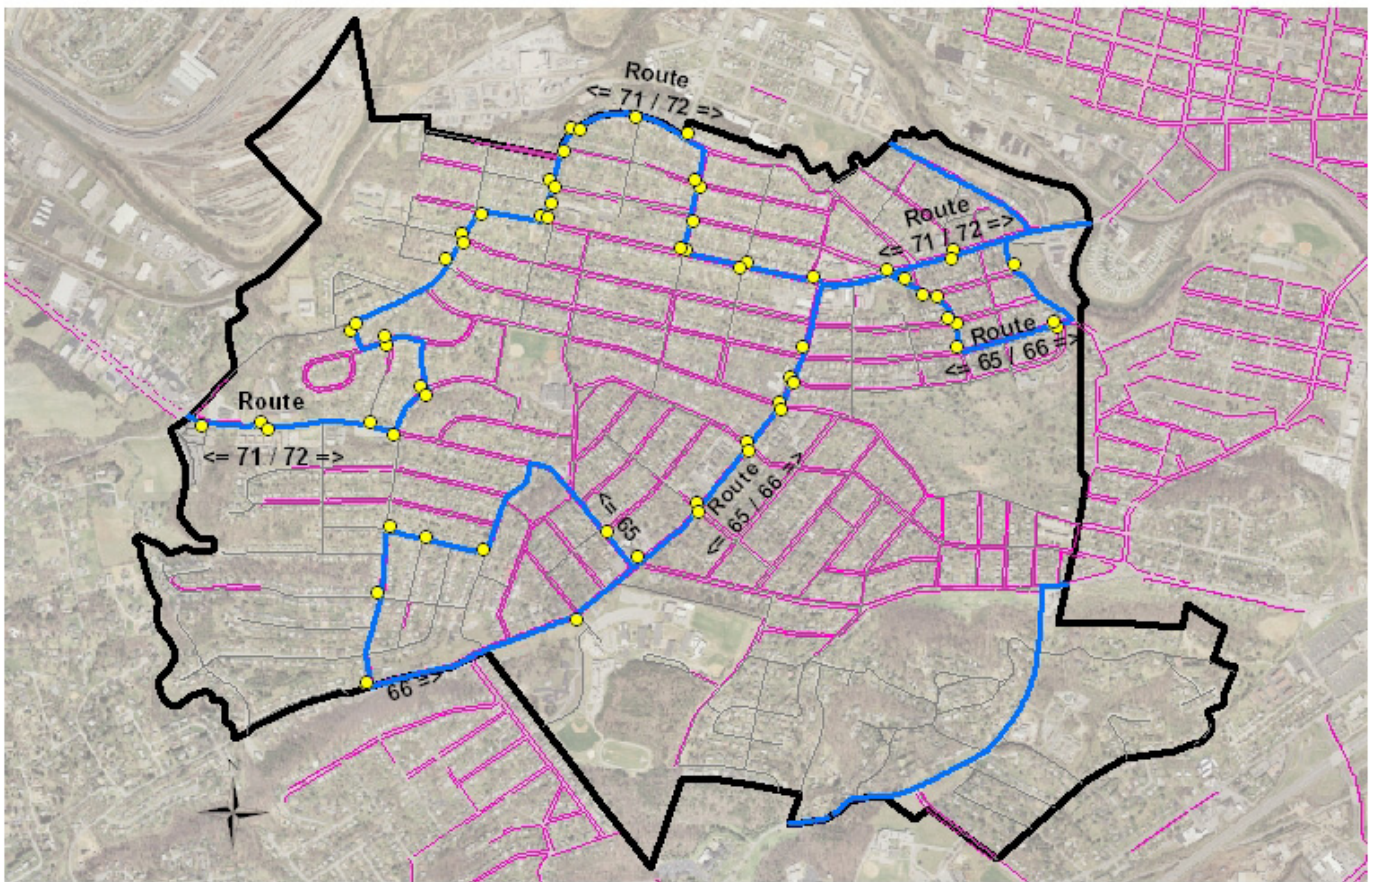 Route
<= 71 / 72 =>
Route
<= 71 / 72 =>
Route
<= 65 / 66 =>
Route
<= 71 / 72 =>
<= 65
Route
65 / 66 =>
<=
66 =>